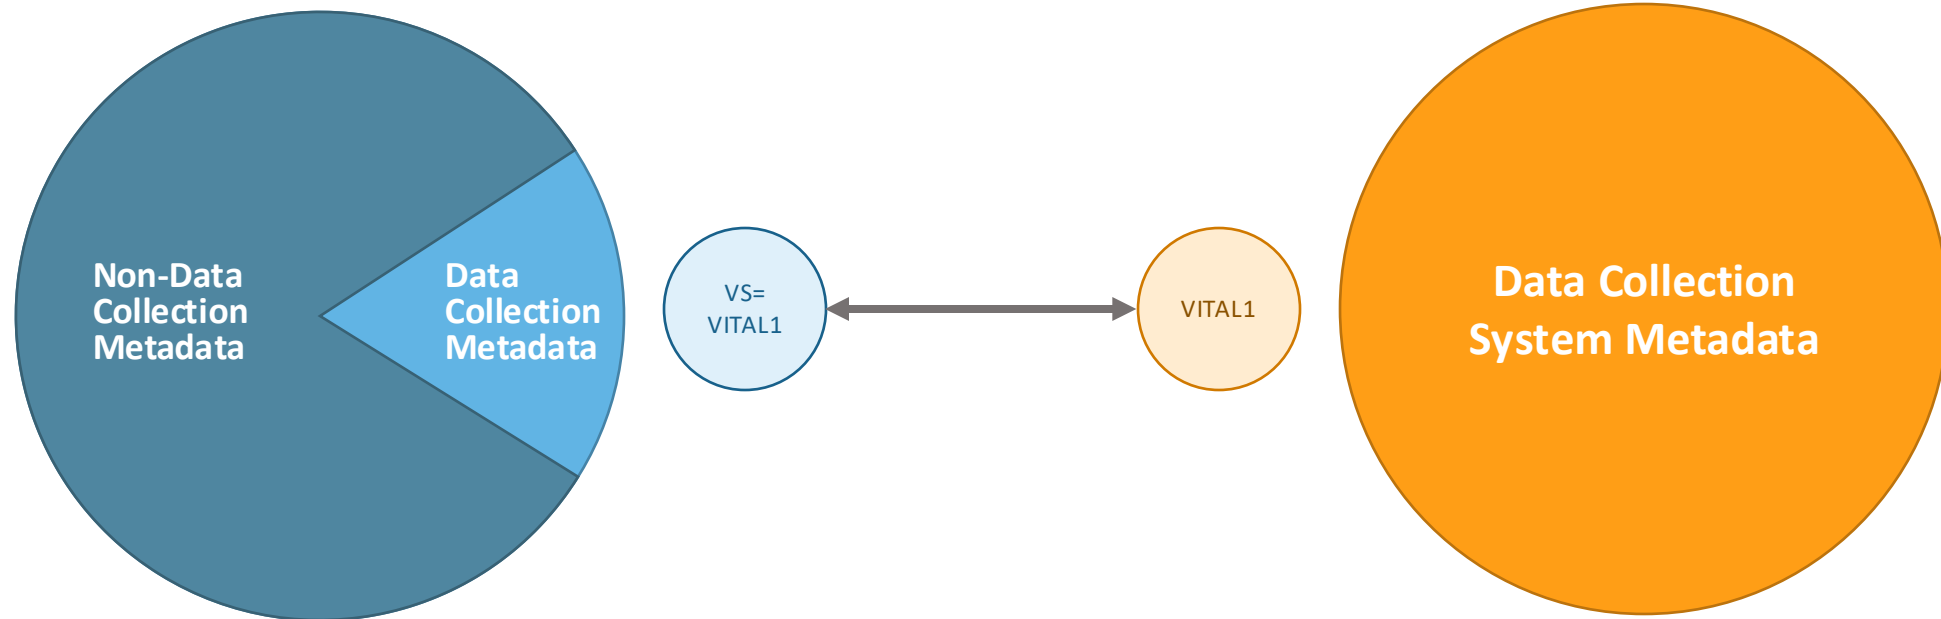 Non-Data
Collection
Metadata
Data
Collection
Metadata
VS=
VITAL1
VITAL1
Data Collection
System Metadata